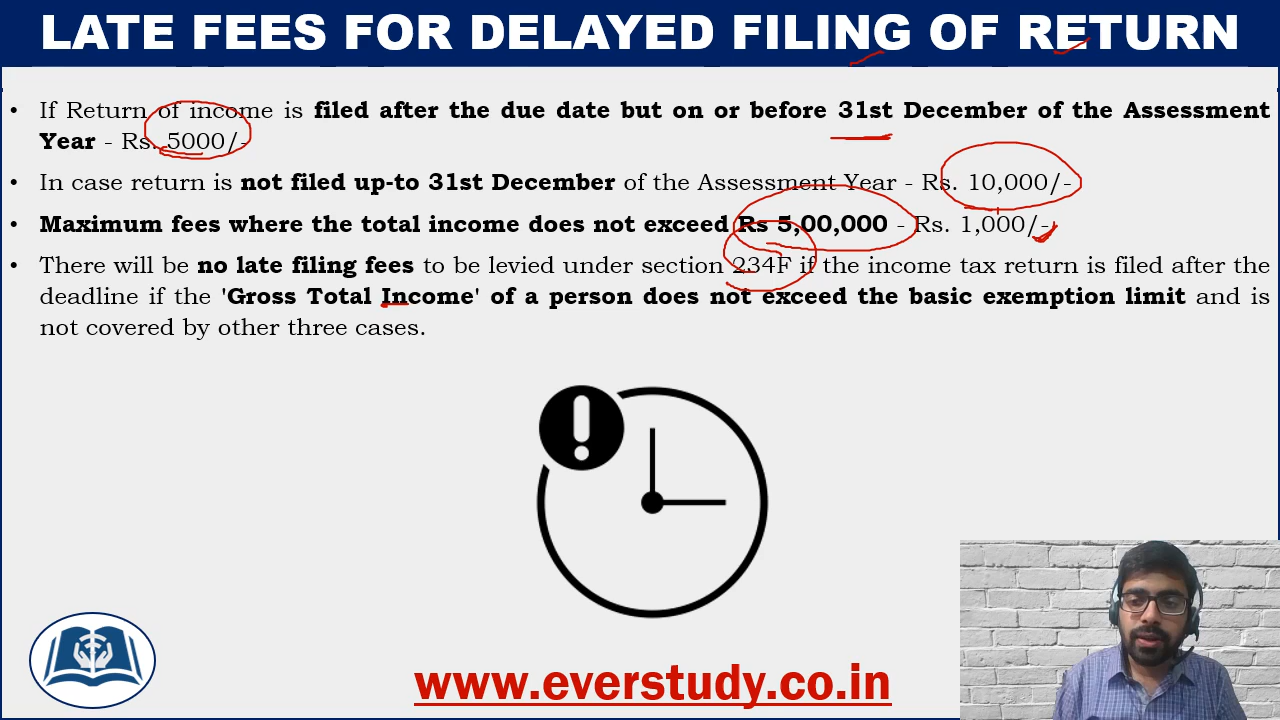 LATE FEES FOR DELAYED FILING OF RETURN
• If Return of income is filed after the due date but on or before 31st December of the Assessment
Year - Rs. 5000/-
• In case return is not filed up-to 31st December of the Assessment Year - Rs. 10,000/-
• Maximum fees where the total income does not exceed Rs 5,00,000 - Rs. 1,000/-
• There will be no late filing fees to be levied under section 234F if the income tax return is filed after the
deadline if the 'Gross Total Income' of a person does not exceed the basic exemption limit and is
not covered by other three cases.
www.everstudy.co.in